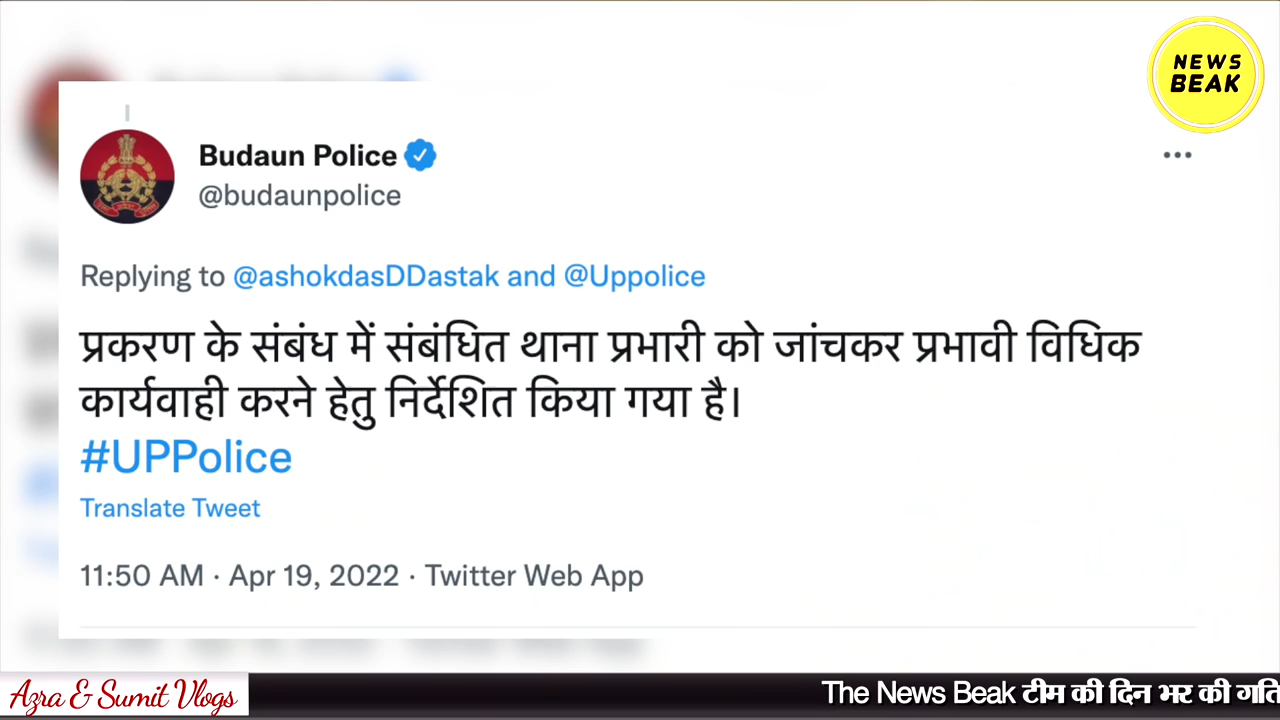 NEWS
BEAK
Budaun Police
@budaunpolice
Replying to @ashokdasDDastak and @Uppolice
प्रकरण के संबंध में संबंधित थाना प्रभारी को जांचकर प्रभावी विधिक
कार्यवाही करने हेतु निर्देशित किया गया है।
#UPPolice
Translate Tweet
11:50 AM · Apr 19, 2022 · Twitter Web App
Azra & Sumit Vlogs
The News Beak टीम की दिन भर की गति